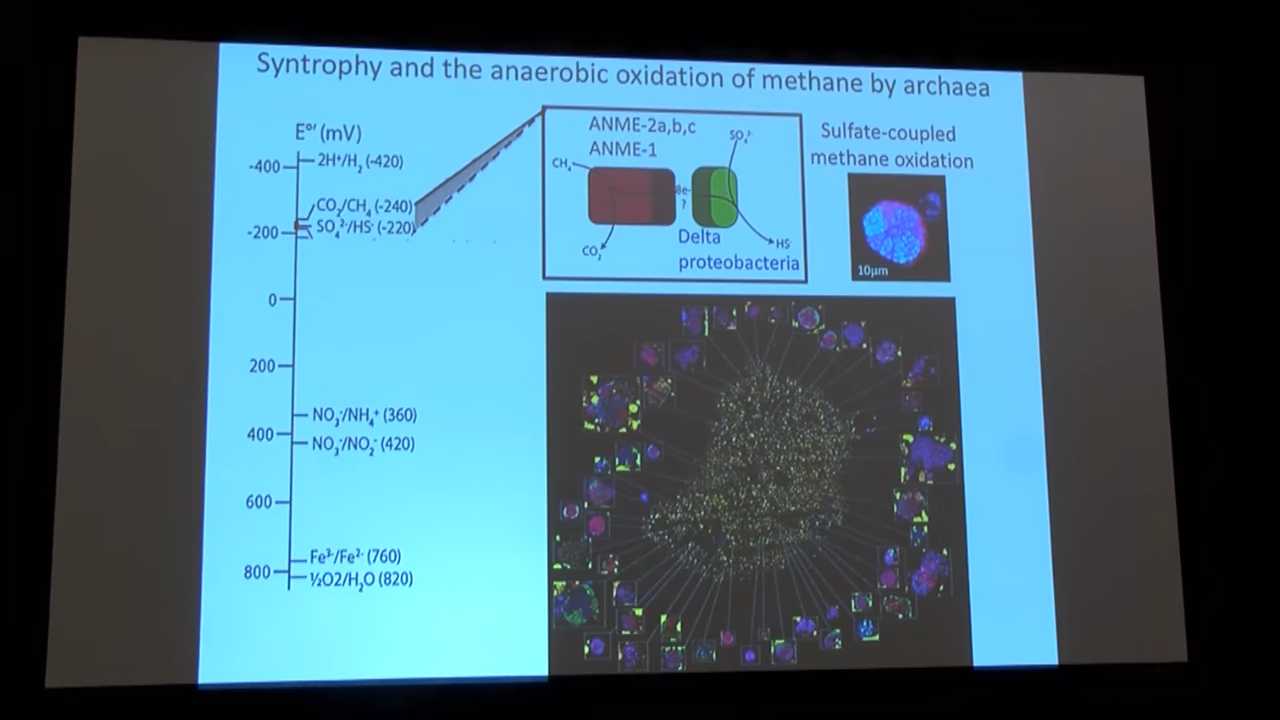 Syntrophy and the anaerobic oxidation of methane by archaea
E°' (mV)
-400
2H⁺/H₂ (-420)
CO₂/CH₄ (-240)
-200
SO₄²⁻/HS⁻ (-220)
0
200
NO₃⁻/NH₄⁺ (360)
400
NO₃⁻/NO₂⁻ (420)
600
Fe³⁻/Fe²⁻ (760)
800
½O2/H₂O (820)
ANME-2a,b,c
ANME-1
SO₄²⁻
CH₄
8e-
?
CO₂
HS⁻
Delta
proteobacteria
Sulfate-coupled
methane oxidation
10µm